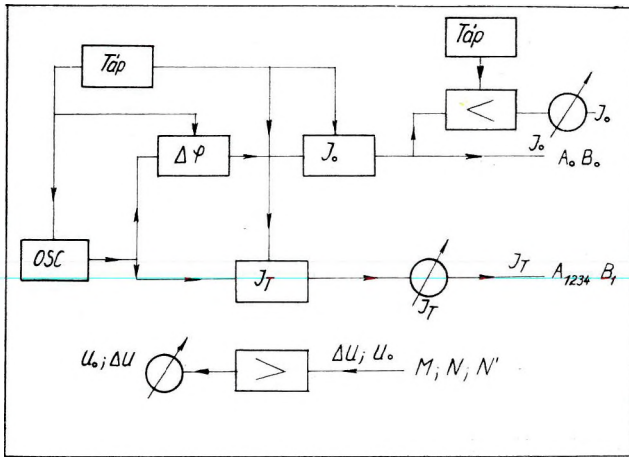 Táp
Táp
<
J₀
Δφ
J₀
J₀
A₀ B₀
OSC
J_T
J_T
J_T
A₁₂₃₄ B₁
U₀; ΔU
>
ΔU; U₀
M; N; N'